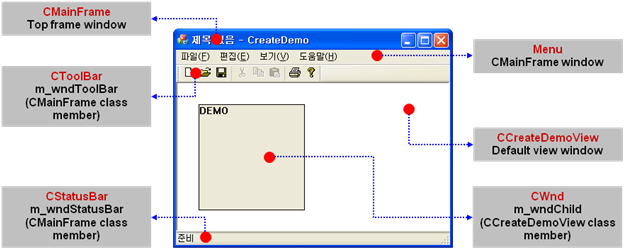 CMainFrame
Top frame window
CToolBar
m_wndToolBar
(CMainFrame class
member)
CStatusBar
m_wndStatusBar
(CMainFrame class
member)
제목 없음 - CreateDemo
파일(F) 편집(E) 보기(V) 도움말(H)
DEMO
준비
Menu
CMainFrame window
CCreateDemoView
Default view window
CWnd
m_wndChild
(CCreateDemoView class
member)